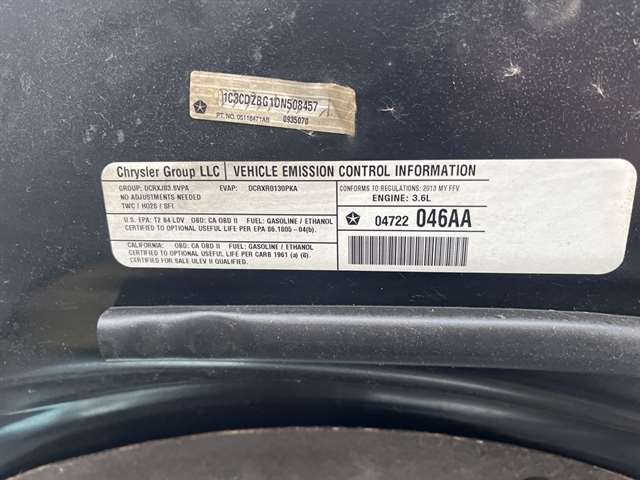 1C3CDZBG1DN508457
PT. NO. 05116471AB 0935070
Chrysler Group LLC VEHICLE EMISSION CONTROL INFORMATION
GROUP: DCRXJ03.6VPA EVAP: DCRXR0130PKA
NO ADJUSTMENTS NEEDED
TWC / HO2S / SFI
CONFORMS TO REGULATIONS: 2013 MY FFV
ENGINE: 3.6L
U.S. EPA: T2 B4 LDV OBD: CA OBD II FUEL: GASOLINE / ETHANOL
CERTIFIED TO OPTIONAL USEFUL LIFE PER EPA 86.1805 - 04(b).
04722 046AA
CALIFORNIA: OBD: CA OBD II FUEL: GASOLINE / ETHANOL
CERTIFIED TO OPTIONAL USEFUL LIFE PER CARB 1961 (a) (8).
CERTIFIED FOR SALE ULEV II QUALIFIED.